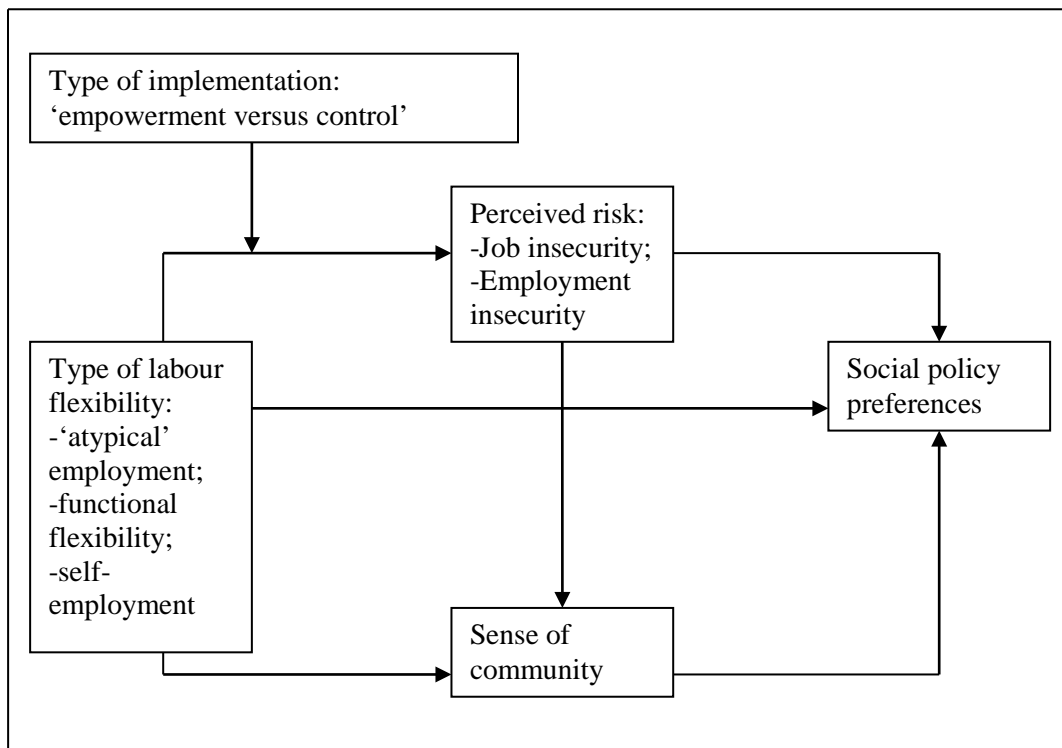 Type of implementation:
‘empowerment versus control’
Perceived risk:
-Job insecurity;
-Employment
insecurity
Type of labour
flexibility:
-‘atypical’
employment;
-functional
flexibility;
-self-
employment
Social policy
preferences
Sense of
community